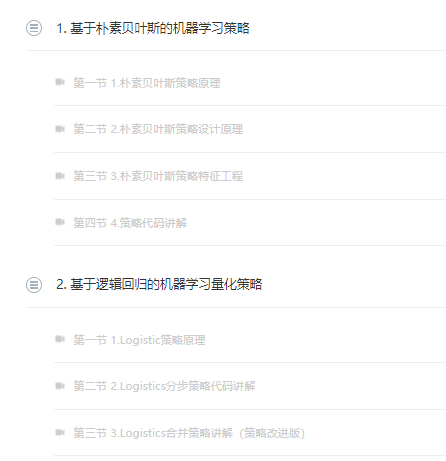 1. 基于朴素贝叶斯的机器学习策略
第一节 1.朴素贝叶斯策略原理
第二节 2.朴素贝叶斯策略设计原理
第三节 3.朴素贝叶斯策略特征工程
第四节 4.策略代码讲解
2. 基于逻辑回归的机器学习量化策略
第一节 1.Logistic策略原理
第二节 2.Logistics分步策略代码讲解
第三节 3.Logistics合并策略讲解（策略改进版）